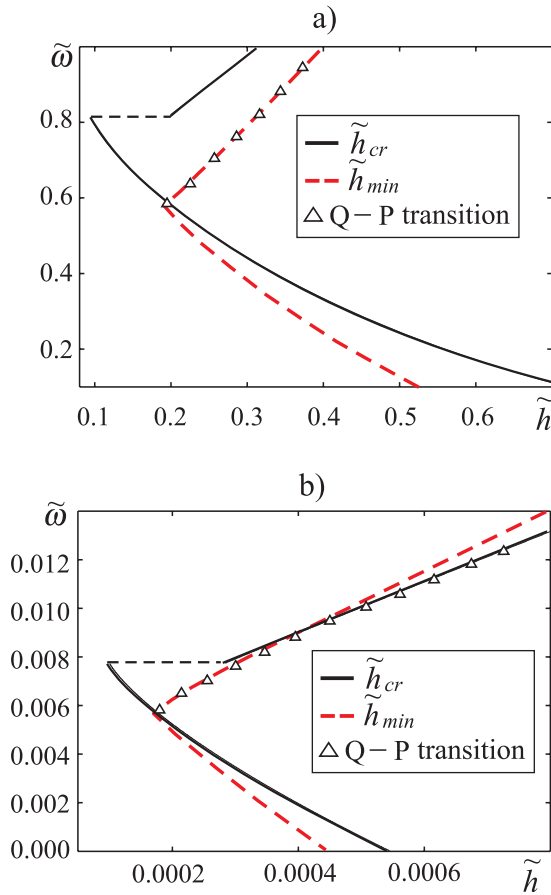 a)
ω̃
0.8
0.6
0.4
0.2
h̃cr
h̃min
Q – P transition
0.1 0.2 0.3 0.4 0.5 0.6 h̃
b)
ω̃
0.012
0.010
0.008
0.006
0.004
0.002
0.000
h̃cr
h̃min
Q – P transition
0.0002 0.0004 0.0006 h̃